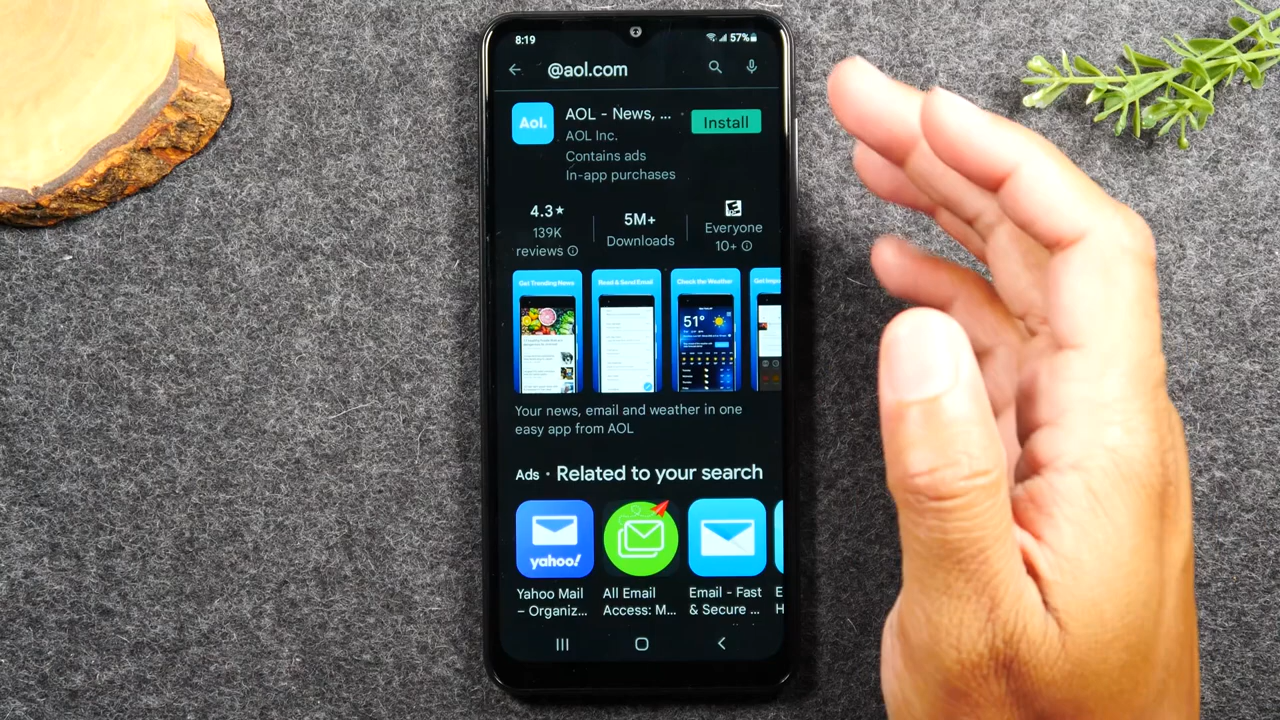 8:19
57%
@aol.com
Aol.
AOL - News, ...
Install
AOL Inc.
Contains ads
In-app purchases
4.3★
139K
reviews
5M+
Downloads
Everyone
10+
Get Trending News
Read & Send Email
Check the Weather
Get Impo
51°
Your news, email and weather in one
easy app from AOL
Ads · Related to your search
yahoo!
Yahoo Mail
– Organiz...
All Email
Access: M...
Email - Fast
& Secure ...
E
H